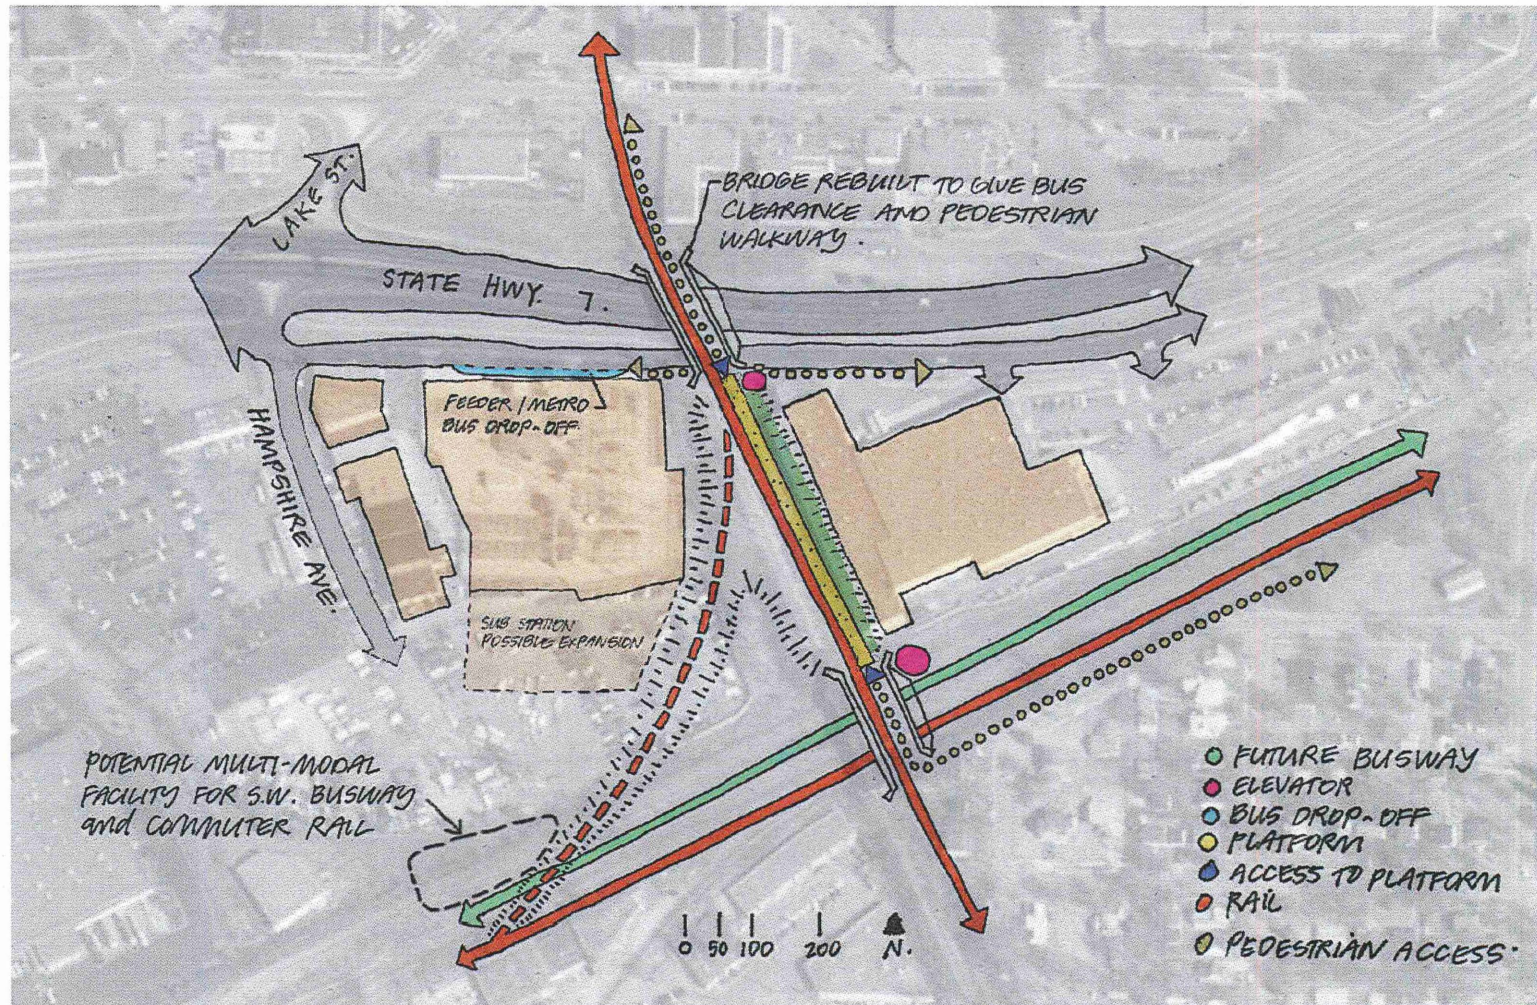 LAKE ST.
BRIDGE REBUILT TO GIVE BUS
CLEARANCE AND PEDESTRIAN
WALKWAY.
STATE HWY. 7.
FEEDER / METRO
BUS DROP-OFF.
HAMPSHIRE AVE.
SUB STATION
POSSIBLE EXPANSION
POTENTIAL MULTI-MODAL
FACILITY FOR S.W. BUSWAY
and COMMUTER RAIL
FUTURE BUSWAY
ELEVATOR
BUS DROP-OFF
PLATFORM
ACCESS TO PLATFORM
RAIL
PEDESTRIAN ACCESS.
0 50 100 200 N.